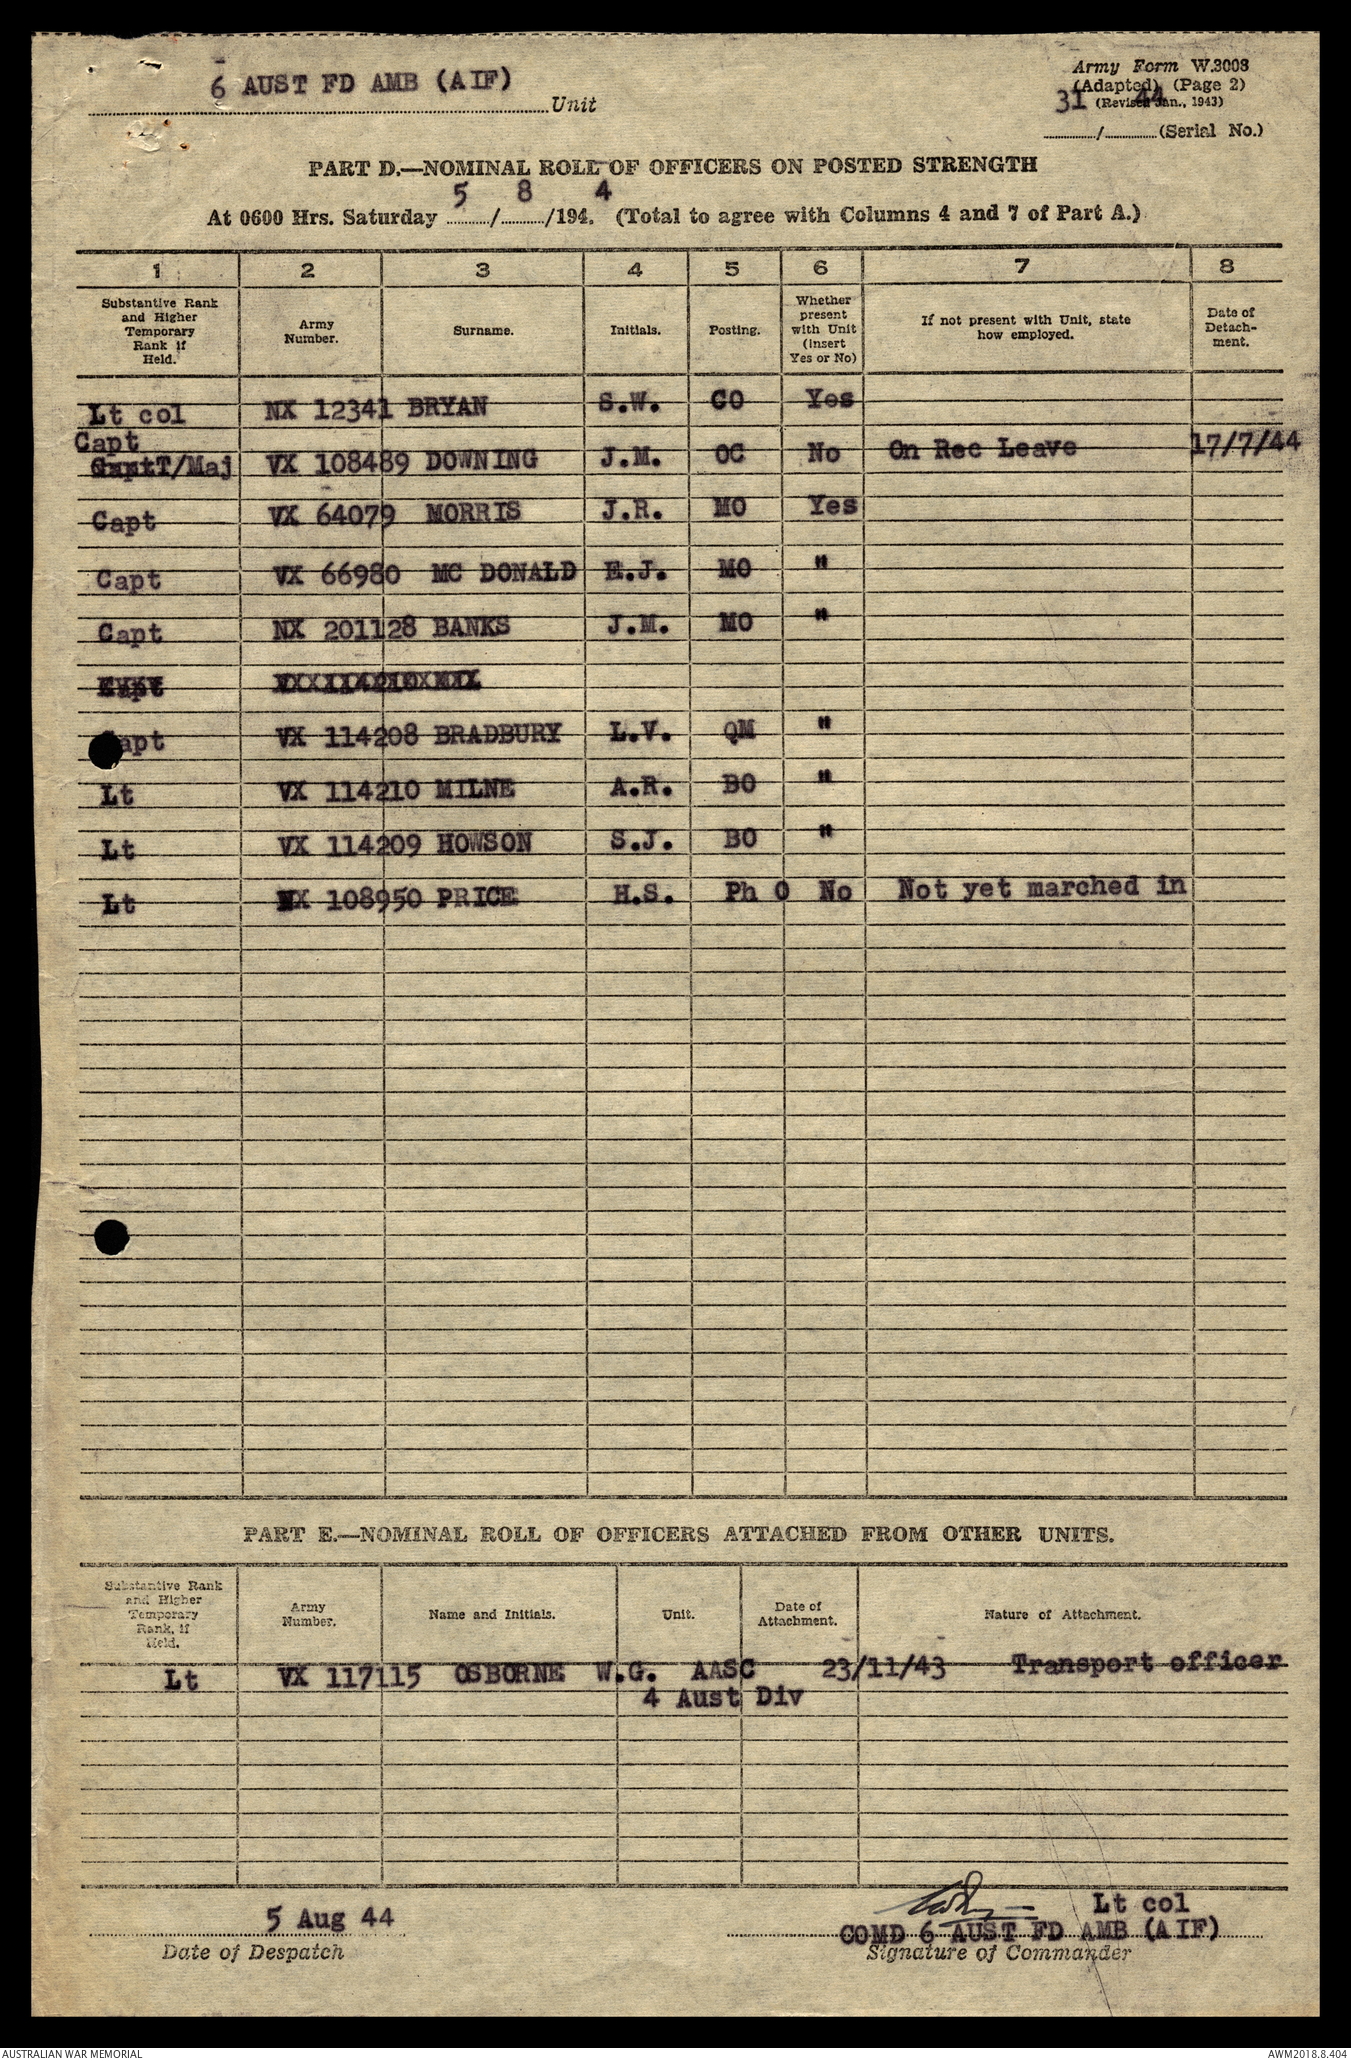 6 AUST FD AMB (AIF)
Unit
Army Form W.3008
(Adapted) (Page 2)
(Revised Jan., 1943)
31 44
/ (Serial No.)
PART D.—NOMINAL ROLL OF OFFICERS ON POSTED STRENGTH
At 0600 Hrs. Saturday 5/8/1944. (Total to agree with Columns 4 and 7 of Part A.)
1 2 3 4 5 6 7 8
Substantive Rank and Higher Temporary Rank if Held. Army Number. Surname. Initials. Posting. Whether present with Unit (Insert Yes or No) If not present with Unit, state how employed. Date of Detachment.
Lt col NX 12341 BRYAN S.W. CO Yes
Capt
T/Maj VX 108489 DOWNING J.M. OC No On Rec Leave 17/7/44
Capt VX 64079 MORRIS J.R. MO Yes
Capt VX 66980 MC DONALD E.J. MO "
Capt NX 201128 BANKS J.M. MO "
Capt VX 114208 BRADBURY L.V. QM "
Lt VX 114210 MILNE A.R. BO "
Lt VX 114209 HOWSON S.J. BO "
Lt NX 108950 PRICE H.S. Ph O No Not yet marched in
PART E.—NOMINAL ROLL OF OFFICERS ATTACHED FROM OTHER UNITS.
Substantive Rank and Higher Temporary Rank, if Held. Army Number. Name and Initials. Unit. Date of Attachment. Nature of Attachment.
Lt VX 117115 OSBORNE W.G. AASC 23/11/43 Transport officer
4 Aust Div
5 Aug 44
Date of Despatch
Lt col
COMD 6 AUST FD AMB (AIF)
Signature of Commander
AUSTRALIAN WAR MEMORIAL
AWM2018.8.404